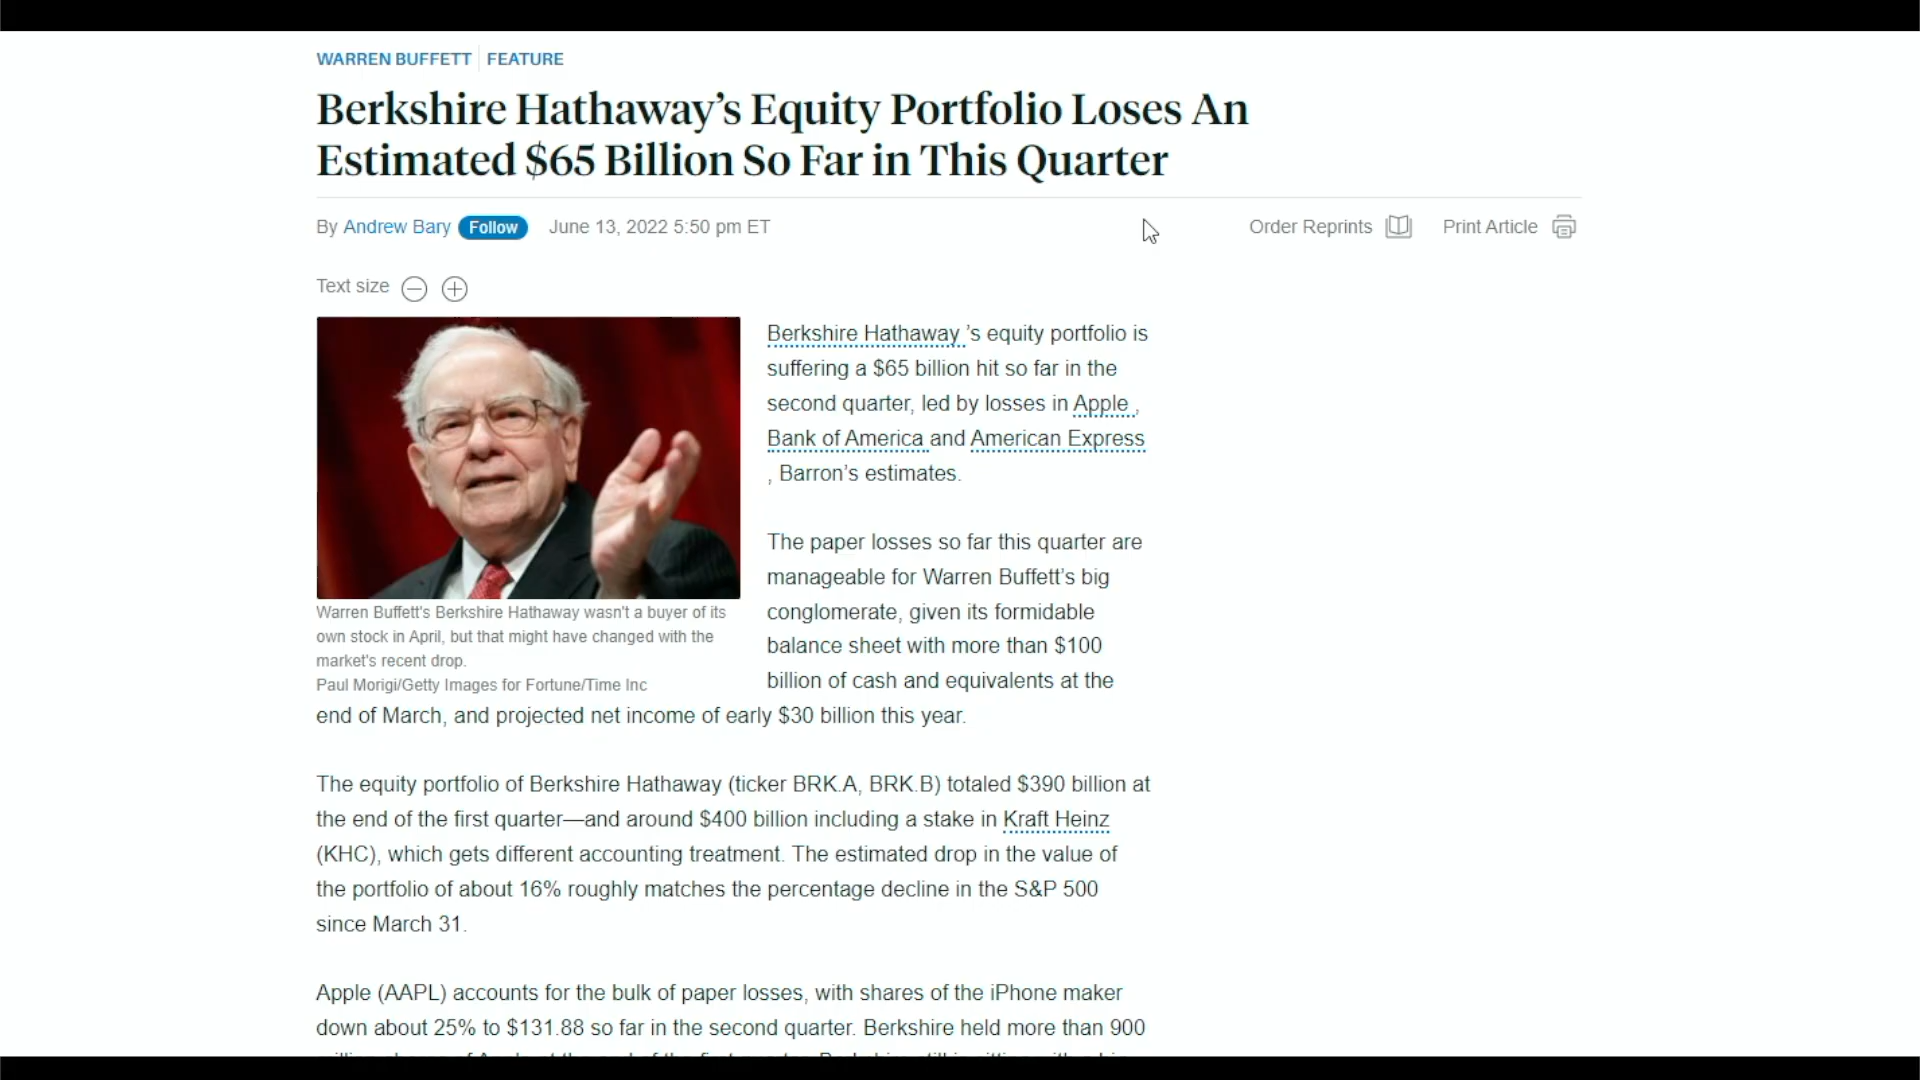 WARREN BUFFETT FEATURE
Berkshire Hathaway’s Equity Portfolio Loses An
Estimated $65 Billion So Far in This Quarter
By Andrew Bary Follow June 13, 2022 5:50 pm ET Order Reprints Print Article
Text size
Berkshire Hathaway ’s equity portfolio is
suffering a $65 billion hit so far in the
second quarter, led by losses in Apple ,
Bank of America and American Express
, Barron’s estimates.
The paper losses so far this quarter are
manageable for Warren Buffett’s big
conglomerate, given its formidable
balance sheet with more than $100
billion of cash and equivalents at the
end of March, and projected net income of early $30 billion this year.
Warren Buffett's Berkshire Hathaway wasn't a buyer of its
own stock in April, but that might have changed with the
market's recent drop.
Paul Morigi/Getty Images for Fortune/Time Inc
The equity portfolio of Berkshire Hathaway (ticker BRK.A, BRK.B) totaled $390 billion at
the end of the first quarter—and around $400 billion including a stake in Kraft Heinz
(KHC), which gets different accounting treatment. The estimated drop in the value of
the portfolio of about 16% roughly matches the percentage decline in the S&P 500
since March 31.
Apple (AAPL) accounts for the bulk of paper losses, with shares of the iPhone maker
down about 25% to $131.88 so far in the second quarter. Berkshire held more than 900